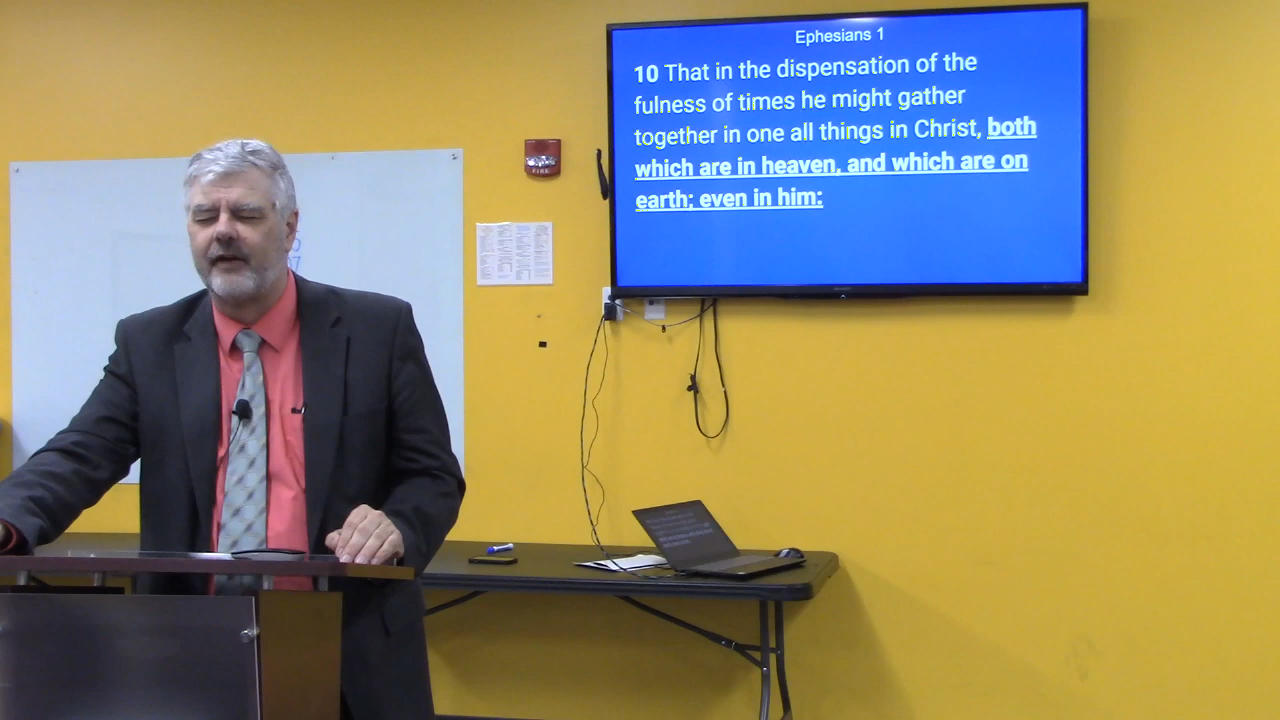 Ephesians 1
10 That in the dispensation of the
fulness of times he might gather
together in one all things in Christ, both
which are in heaven, and which are on
earth; even in him:
FIRE